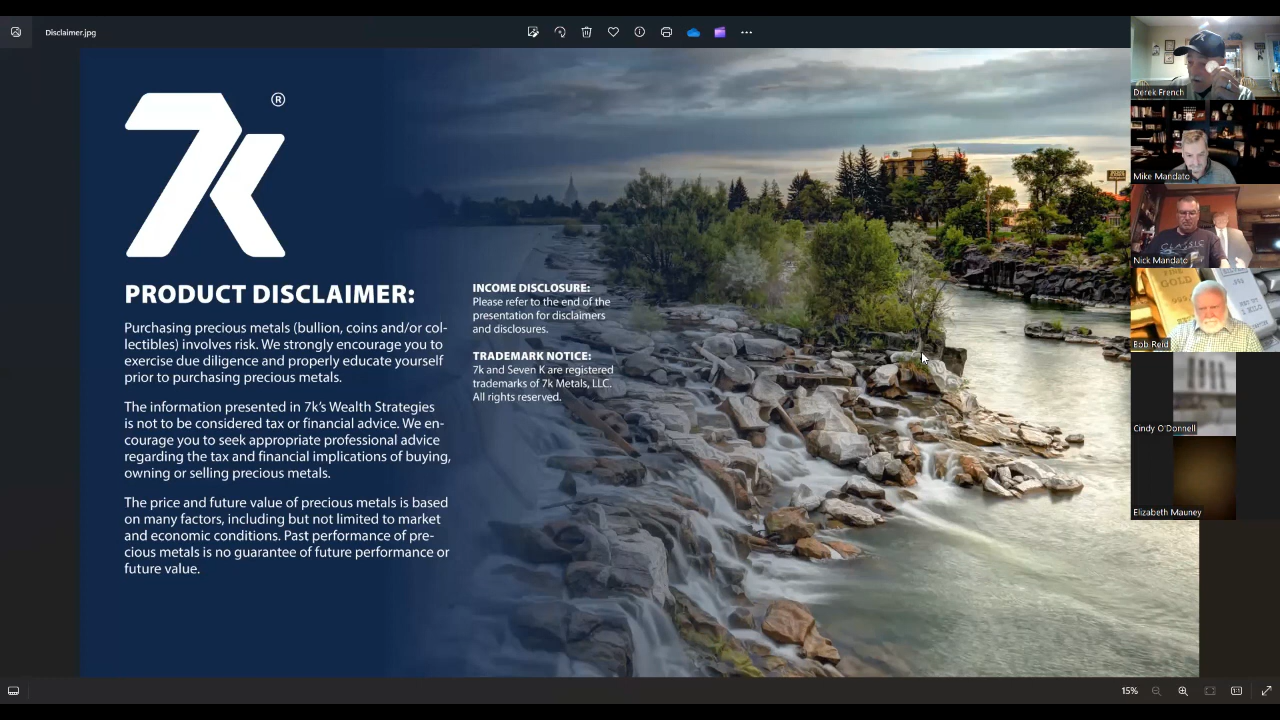 Disclaimer.jpg
7k
®
PRODUCT DISCLAIMER:
Purchasing precious metals (bullion, coins and/or col-
lectibles) involves risk. We strongly encourage you to
exercise due diligence and properly educate yourself
prior to purchasing precious metals.
The information presented in 7k's Wealth Strategies
is not to be considered tax or financial advice. We en-
courage you to seek appropriate professional advice
regarding the tax and financial implications of buying,
owning or selling precious metals.
The price and future value of precious metals is based
on many factors, including but not limited to market
and economic conditions. Past performance of pre-
cious metals is no guarantee of future performance or
future value.
INCOME DISCLOSURE:
Please refer to the end of the
presentation for disclaimers
and disclosures.
TRADEMARK NOTICE:
7k and Seven K are registered
trademarks of 7k Metals, LLC.
All rights reserved.
Derek French
Mike Mandato
CLASSIC
Nick Mandato
GOLD
Bob Reid
Cindy O'Donnell
Elizabeth Mauney
15%